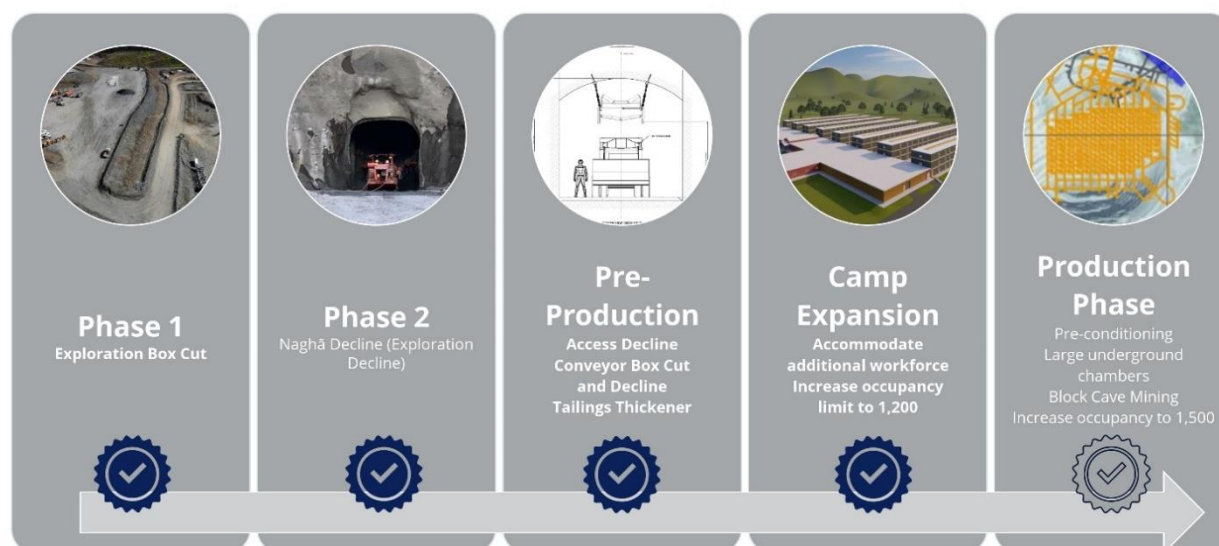 Phase 1
Exploration Box Cut
Phase 2
Naghā Decline (Exploration
Decline)
Pre-
Production
Access Decline
Conveyor Box Cut
and Decline
Tailings Thickener
Camp
Expansion
Accommodate
additional workforce
Increase occupancy
limit to 1,200
Production
Phase
Pre-conditioning
Large underground
chambers
Block Cave Mining
Increase occupancy to 1,500